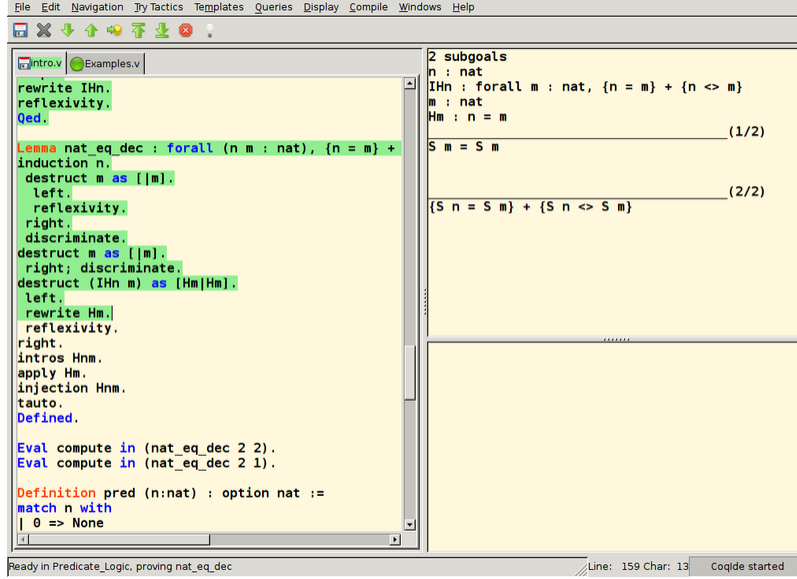 File Edit Navigation Try Tactics Templates Queries Display Compile Windows Help
intro.v Examples.v
rewrite IHn.
reflexivity.
Qed.
Lemma nat_eq_dec : forall (n m : nat), {n = m} +
induction n.
destruct m as [|m].
left.
reflexivity.
right.
discriminate.
destruct m as [|m].
right; discriminate.
destruct (IHn m) as [Hm|Hm].
left.
rewrite Hm.
reflexivity.
right.
intros Hnm.
apply Hm.
injection Hnm.
tauto.
Defined.
Eval compute in (nat_eq_dec 2 2).
Eval compute in (nat_eq_dec 2 1).
Definition pred (n:nat) : option nat :=
match n with
| 0 => None
2 subgoals
n : nat
IHn : forall m : nat, {n = m} + {n <> m}
m : nat
Hm : n = m
(1/2)
S m = S m
(2/2)
{S n = S m} + {S n <> S m}
Ready in Predicate_Logic, proving nat_eq_dec
Line: 159 Char: 13
CoqIde started